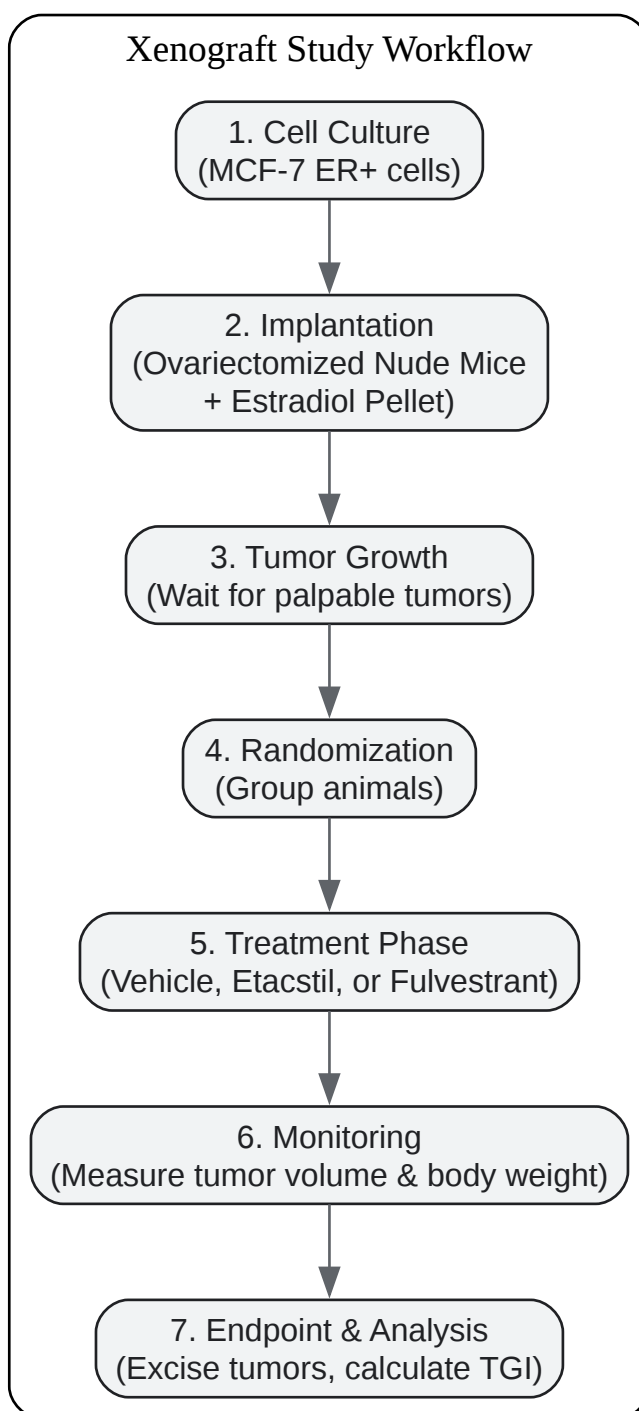 Xenograft Study Workflow
1. Cell Culture
(MCF-7 ER+ cells)
2. Implantation
(Ovariectomized Nude Mice
+ Estradiol Pellet)
3. Tumor Growth
(Wait for palpable tumors)
4. Randomization
(Group animals)
5. Treatment Phase
(Vehicle, Etacstil, or Fulvestrant)
6. Monitoring
(Measure tumor volume & body weight)
7. Endpoint & Analysis
(Excise tumors, calculate TGI)